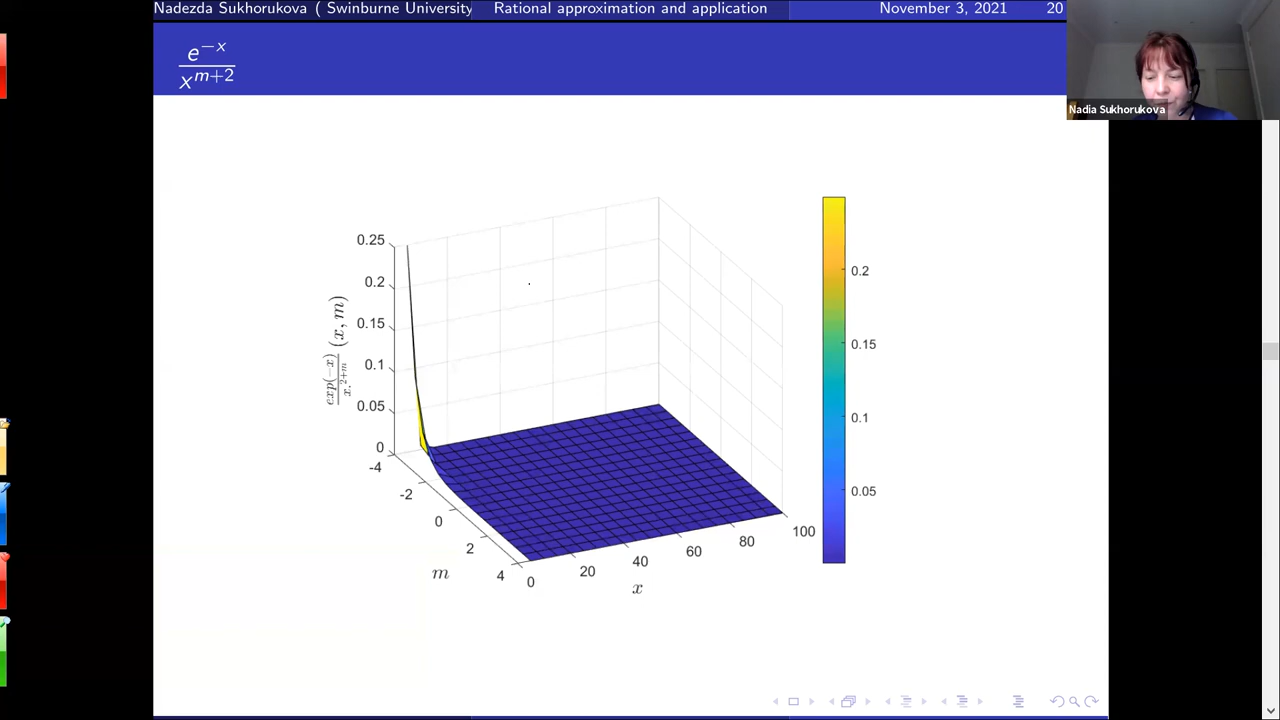 Nadezda Sukhorukova ( Swinburne University
Rational approximation and application
November 3, 2021
20
e^{-x}
x^{m+2}
Nadia Sukhorukova
0.25
0.2
0.15
0.1
0.05
0
exp(-x)
x.^{2+m}
(x, m)
-4
-2
0
2
4
m
0
20
40
60
80
100
x
0.2
0.15
0.1
0.05